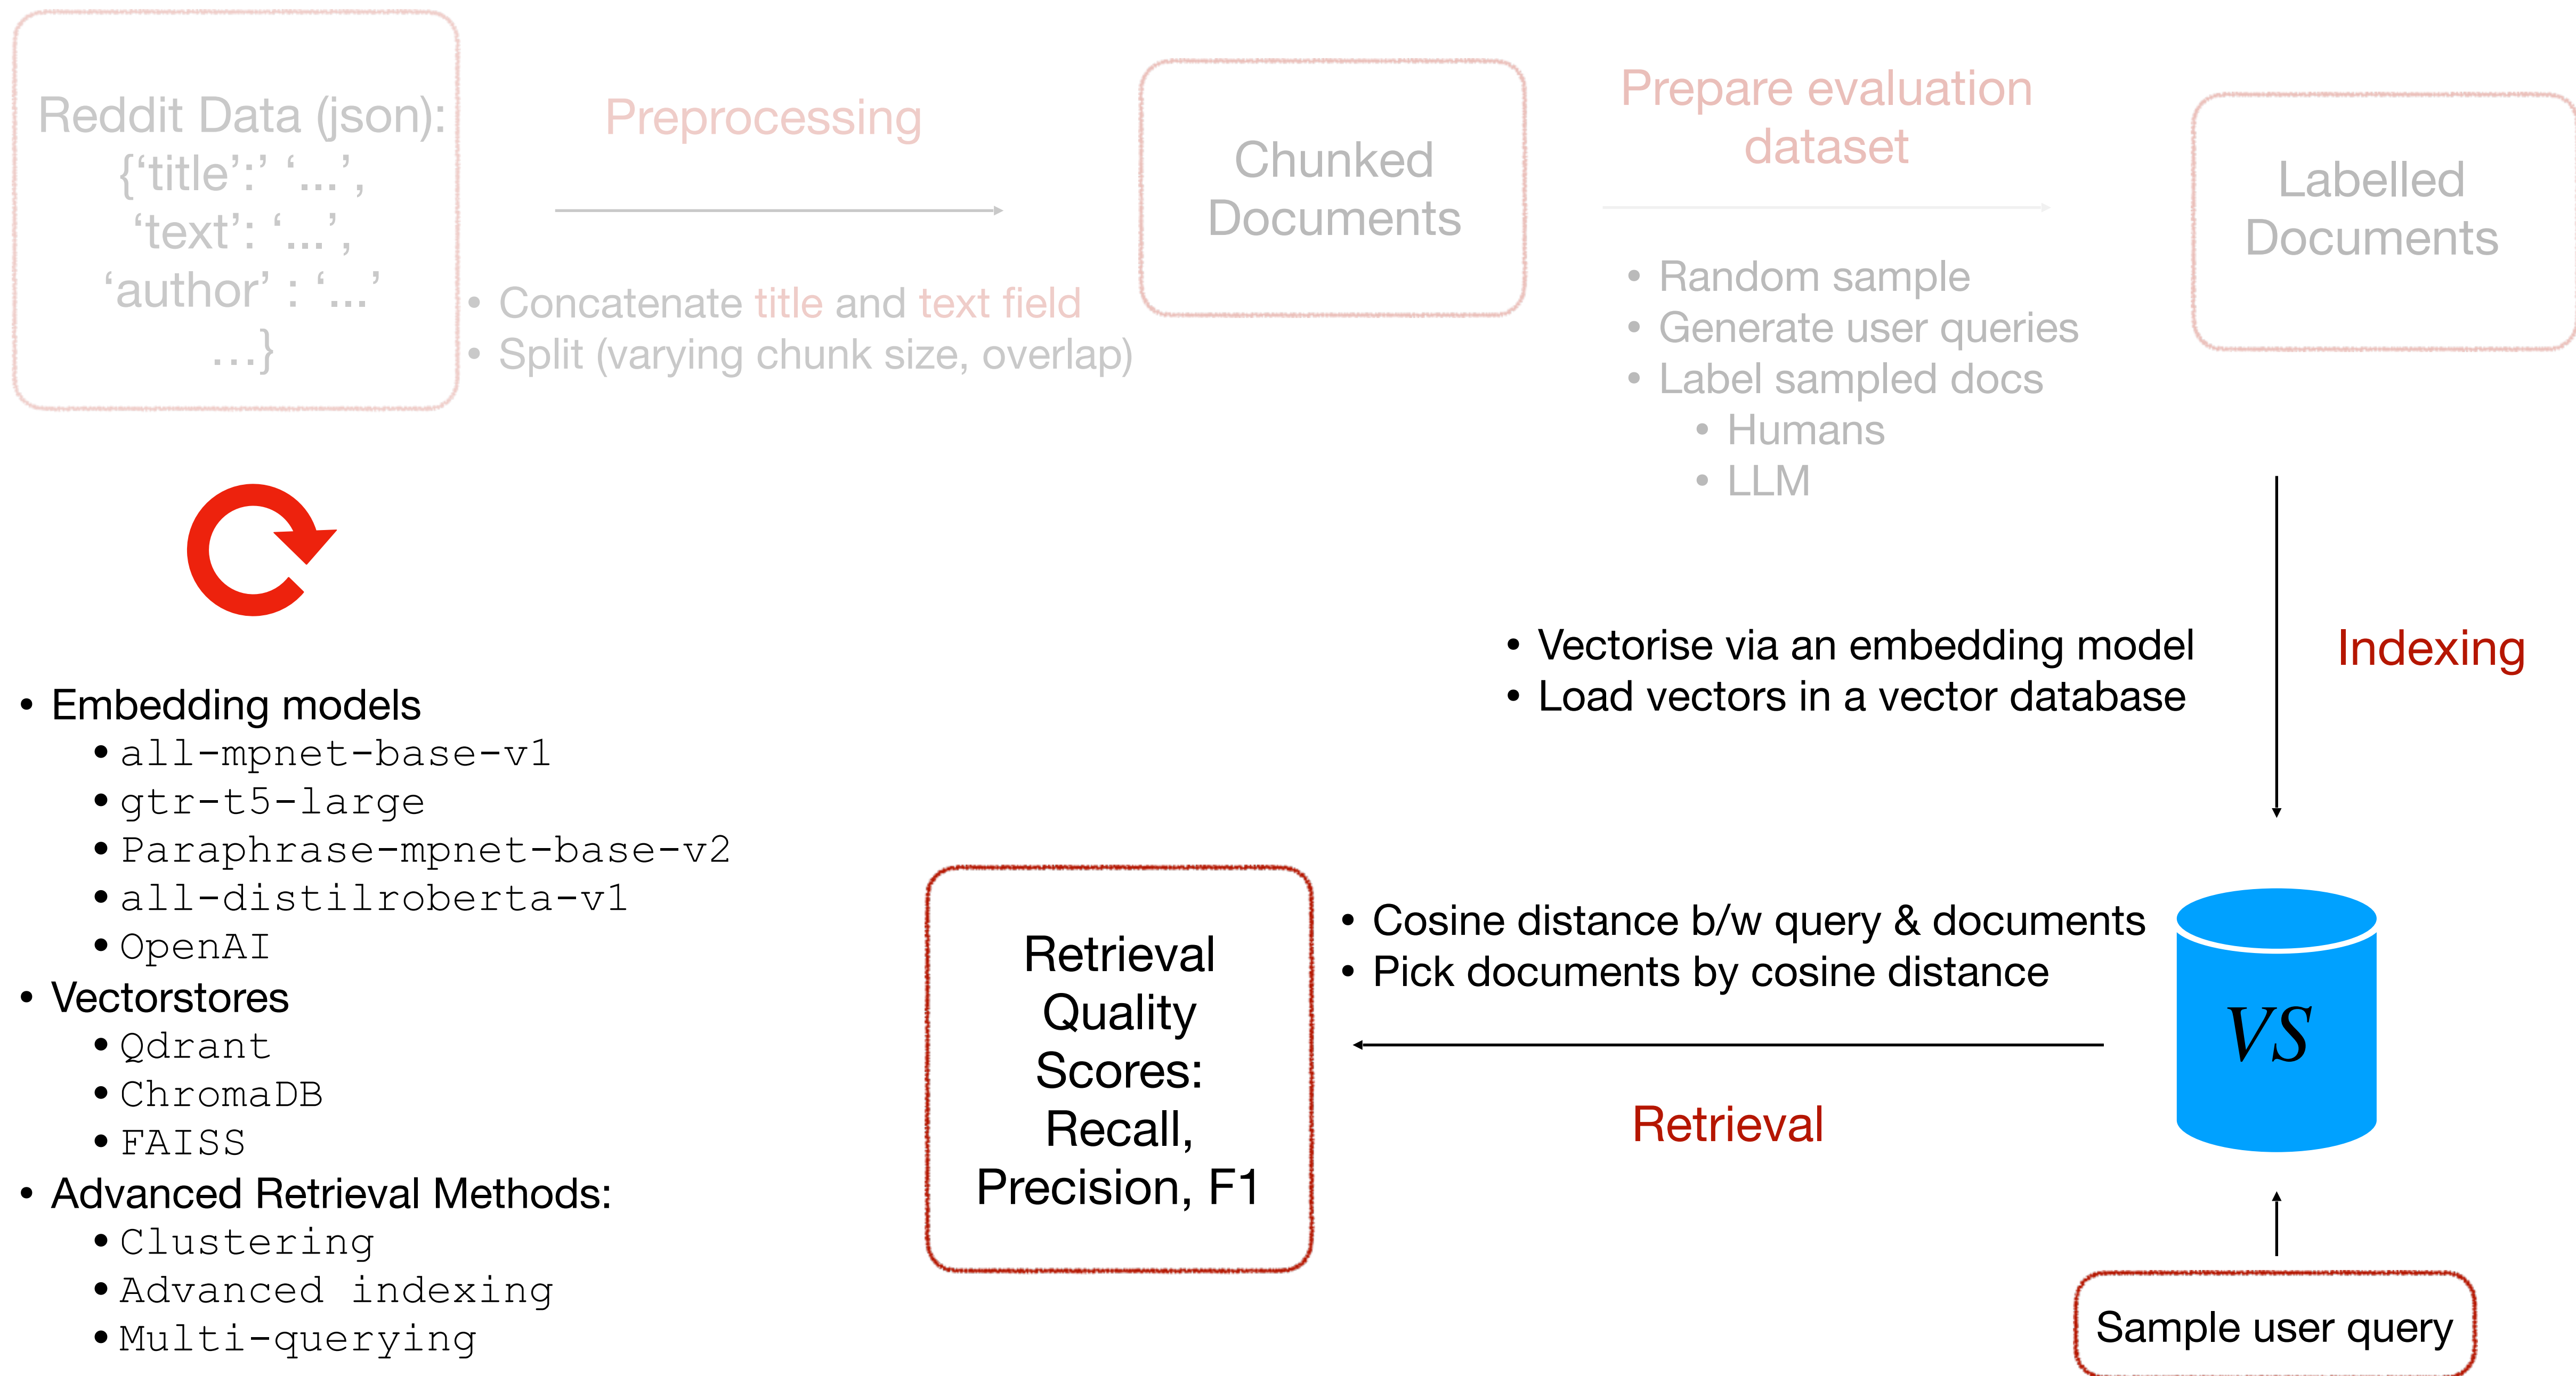 Reddit Data (json):
{‘title’:’ ‘...’,
‘text’: ‘...’,
‘author’ : ‘...’
...}
Preprocessing
• Concatenate title and text field
• Split (varying chunk size, overlap)
Chunked
Documents
Prepare evaluation
dataset
• Random sample
• Generate user queries
• Label sampled docs
• Humans
• LLM
Labelled
Documents
• Vectorise via an embedding model
• Load vectors in a vector database
Indexing
• Embedding models
• all-mpnet-base-v1
• gtr-t5-large
• Paraphrase-mpnet-base-v2
• all-distilroberta-v1
• OpenAI
• Vectorstores
• Qdrant
• ChromaDB
• FAISS
• Advanced Retrieval Methods:
• Clustering
• Advanced indexing
• Multi-querying
Retrieval
Quality
Scores:
Recall,
Precision, F1
• Cosine distance b/w query & documents
• Pick documents by cosine distance
Retrieval
VS
Sample user query